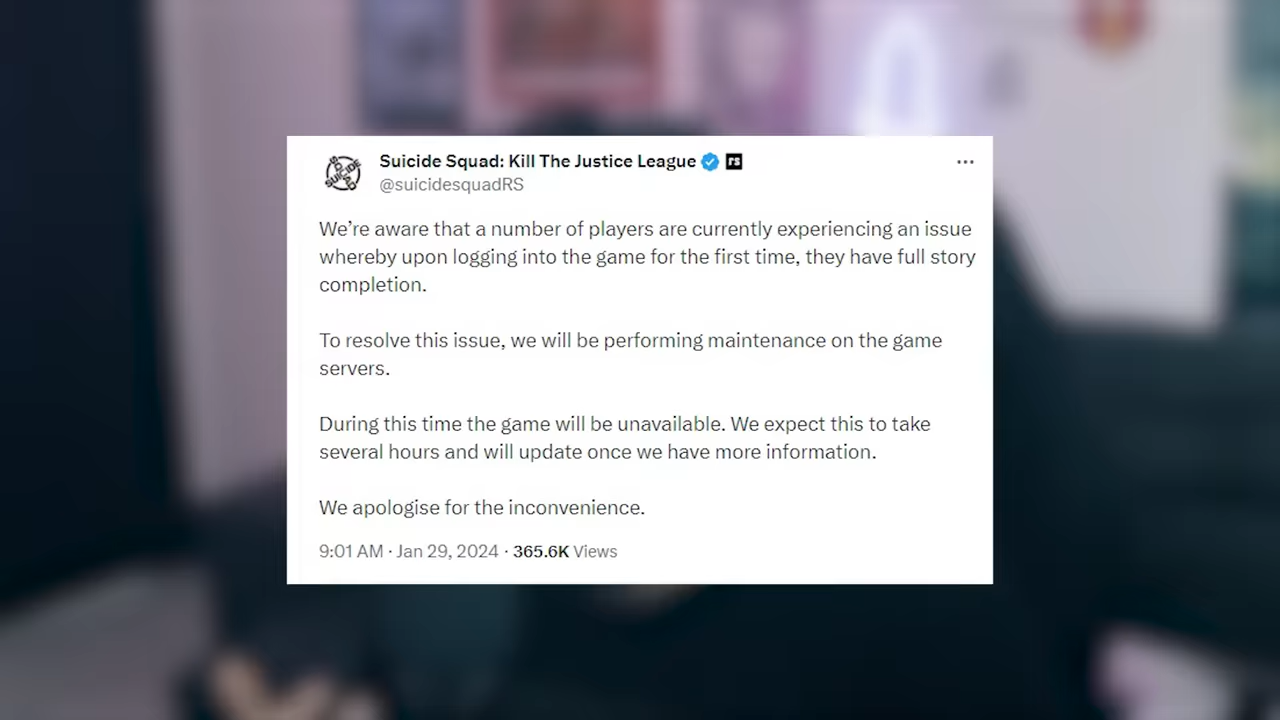 Suicide Squad: Kill The Justice League rs
@suicidesquadRS
We’re aware that a number of players are currently experiencing an issue
whereby upon logging into the game for the first time, they have full story
completion.
To resolve this issue, we will be performing maintenance on the game
servers.
During this time the game will be unavailable. We expect this to take
several hours and will update once we have more information.
We apologise for the inconvenience.
9:01 AM · Jan 29, 2024 · 365.6K Views